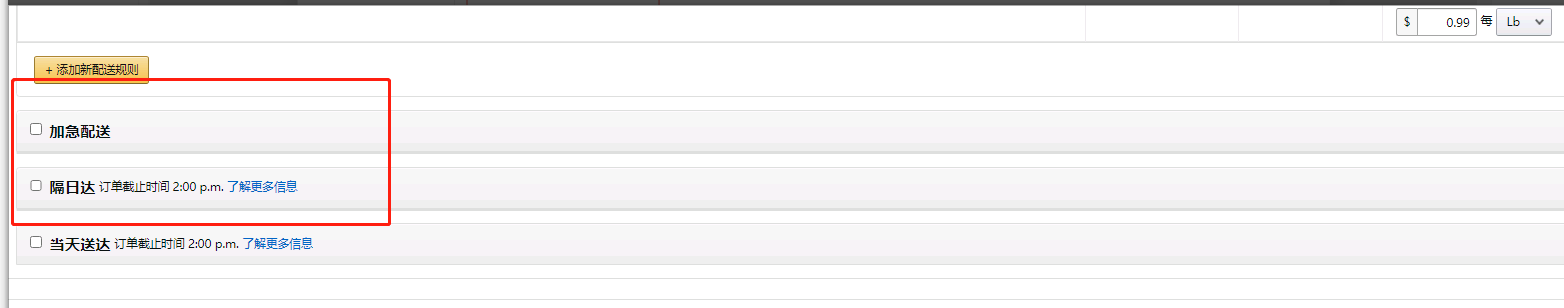 $ 0.99 每 Lb
+ 添加新配送规则
加急配送
隔日达 订单截止时间 2:00 p.m. 了解更多信息
当天送达 订单截止时间 2:00 p.m. 了解更多信息